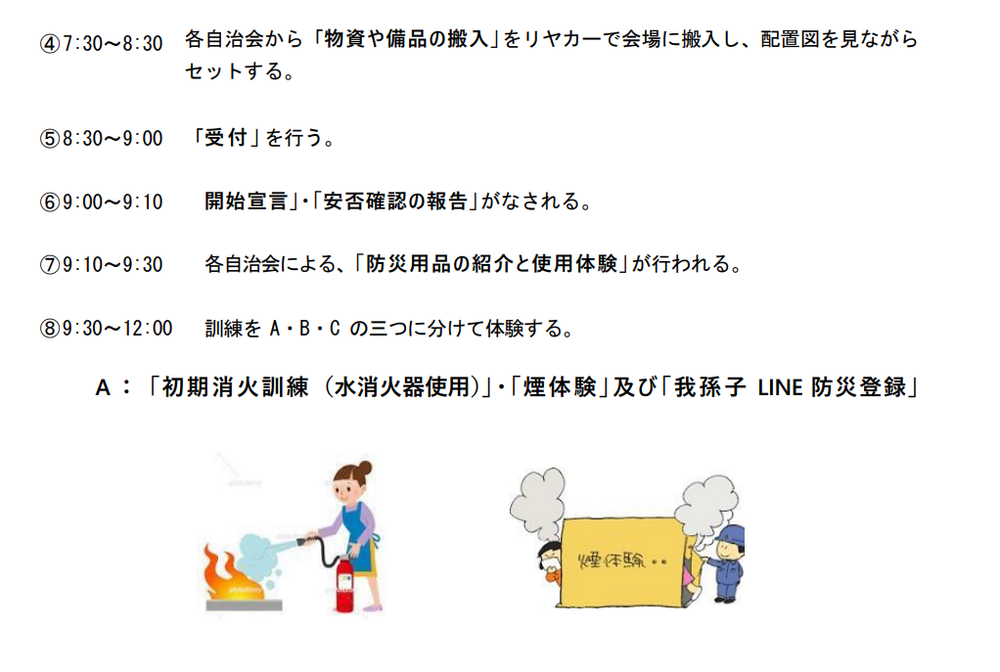 ④7:30～8:30 各自治会から「物資や備品の搬入」をリヤカーで会場に搬入し、配置図を見ながら
セットする。
⑤8:30～9:00 「受付」を行う。
⑥9:00～9:10 開始宣言」・「安否確認の報告」がなされる。
⑦9:10～9:30 各自治会による、「防災用品の紹介と使用体験」が行われる。
⑧9:30～12:00 訓練を A・B・C の三つに分けて体験する。
A：「初期消火訓練（水消火器使用）」・「煙体験」及び「我孫子 LINE 防災登録」
煙体験・・